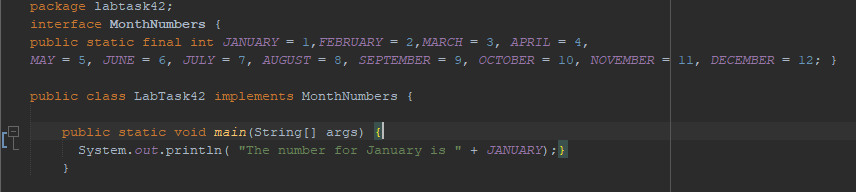 package labtask42;
interface MonthNumbers {
public static final int JANUARY = 1,FEBRUARY = 2,MARCH = 3, APRIL = 4,
MAY = 5, JUNE = 6, JULY = 7, AUGUST = 8, SEPTEMBER = 9, OCTOBER = 10, NOVEMBER = 11, DECEMBER = 12; }
public class LabTask42 implements MonthNumbers {
public static void main(String[] args) {
System.out.println( "The number for January is " + JANUARY);}
}